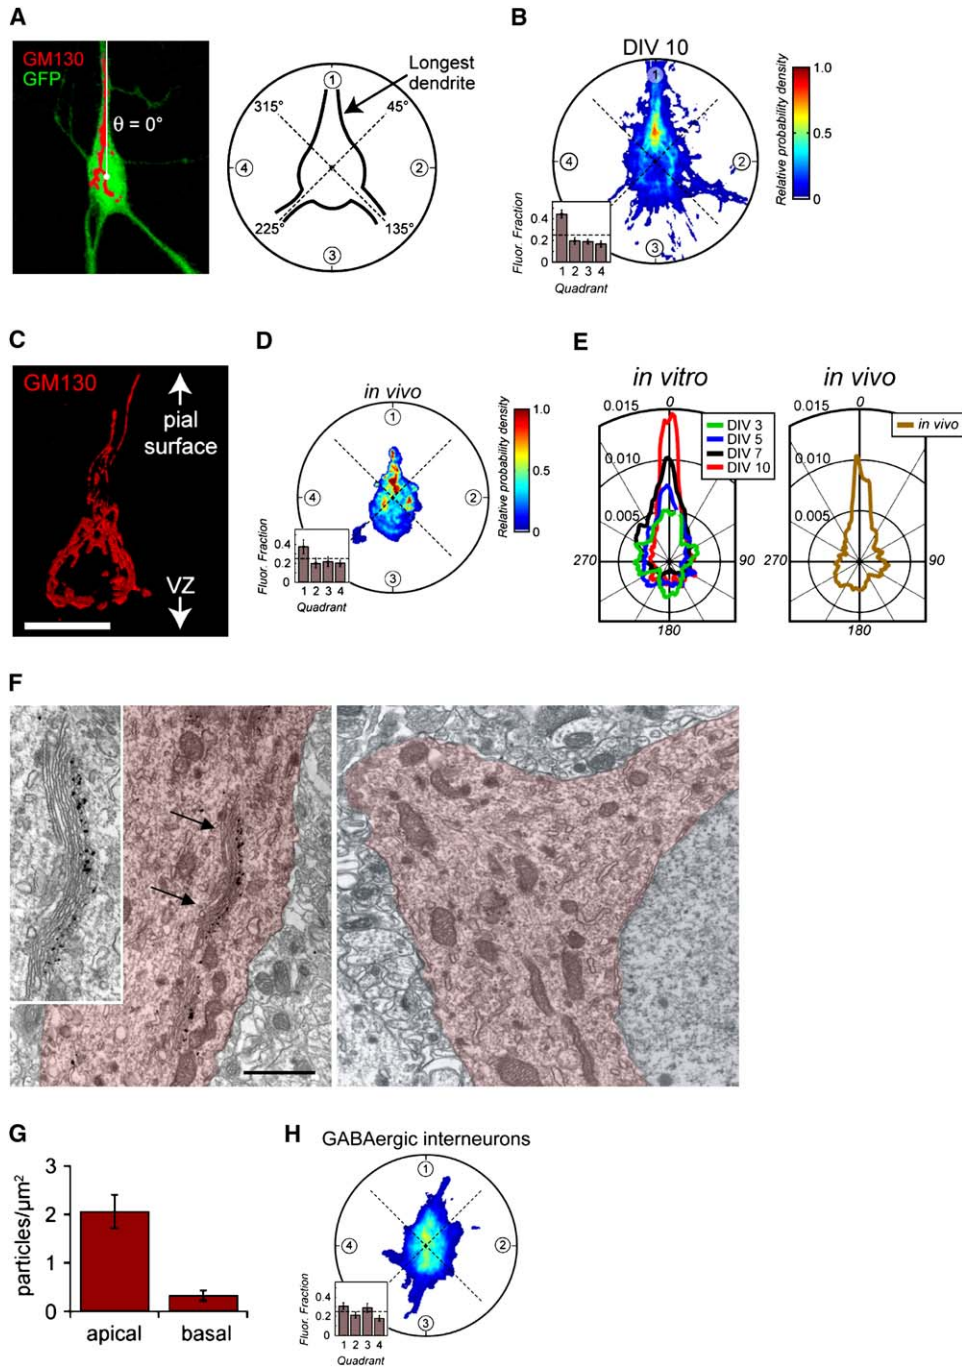 A
GM130
GFP
θ = 0°
Longest
dendrite
1
315°
45°
4
2
225°
135°
3
B
DIV 10
1
4
2
3
Relative probability density
1.0
0.5
0
Fluor. Fraction
0.4
0.2
0
1 2 3 4
Quadrant
C
GM130
pial
surface
VZ
D
in vivo
1
4
2
3
Relative probability density
1.0
0.5
0
Fluor. Fraction
0.4
0.2
0
1 2 3 4
Quadrant
E
in vitro
0
0.015
0.010
0.005
270
90
180
DIV 3
DIV 5
DIV 7
DIV 10
in vivo
0
0.015
0.010
0.005
270
90
180
in vivo
F
G
particles/µm²
3
2
1
0
apical basal
H
GABAergic interneurons
1
4
2
3
Fluor. Fraction
0.4
0.2
0
1 2 3 4
Quadrant